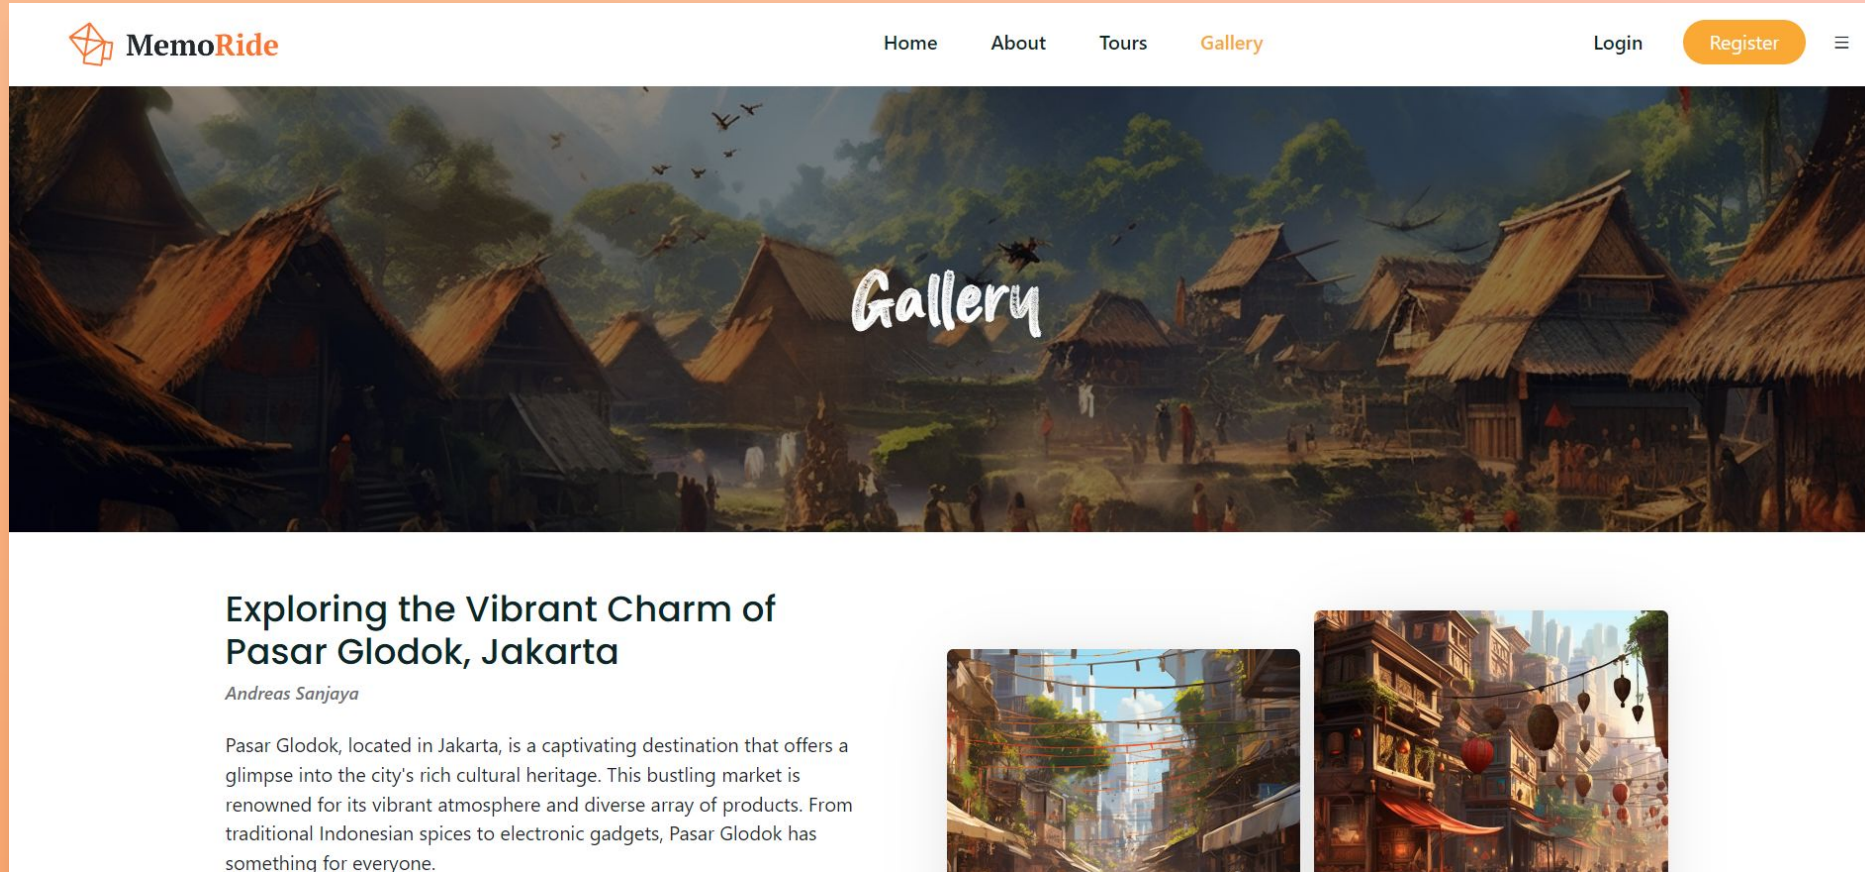 MemoRide
Home About Tours Gallery
Login Register
Gallery
Exploring the Vibrant Charm of
Pasar Glodok, Jakarta
Andreas Sanjaya
Pasar Glodok, located in Jakarta, is a captivating destination that offers a
glimpse into the city's rich cultural heritage. This bustling market is
renowned for its vibrant atmosphere and diverse array of products. From
traditional Indonesian spices to electronic gadgets, Pasar Glodok has
something for everyone.